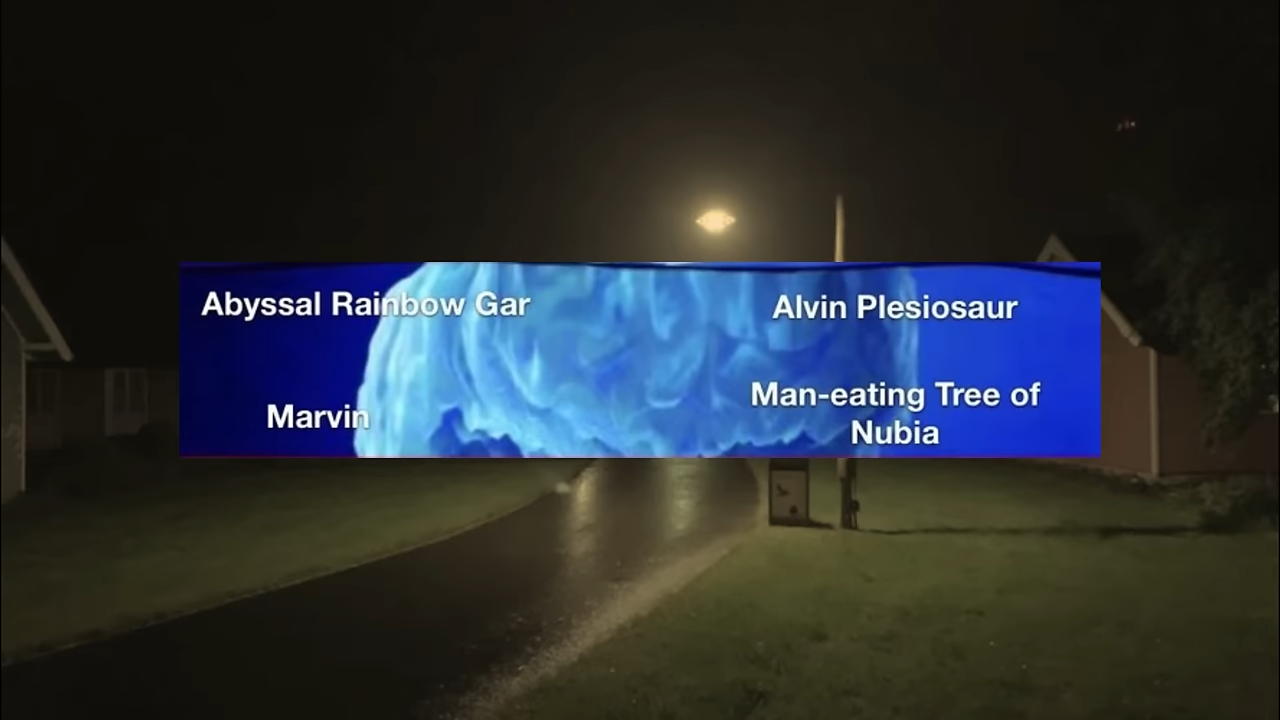 Abyssal Rainbow Gar
Alvin Plesiosaur
Marvin
Man-eating Tree of
Nubia